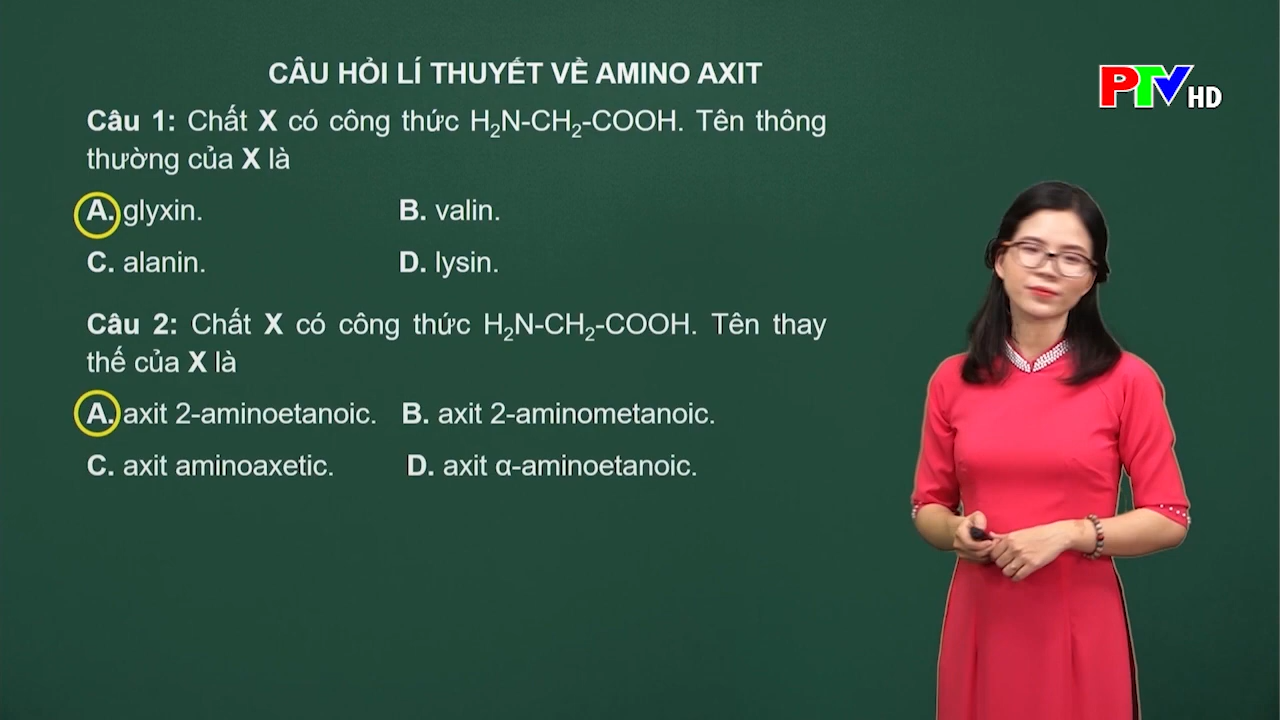 CÂU HỎI LÍ THUYẾT VỀ AMINO AXIT
PTV HD
Câu 1: Chất X có công thức H₂N-CH₂-COOH. Tên thông
thường của X là
A. glyxin. B. valin.
C. alanin. D. lysin.
Câu 2: Chất X có công thức H₂N-CH₂-COOH. Tên thay
thế của X là
A. axit 2-aminoetanoic. B. axit 2-aminometanoic.
C. axit aminoaxetic. D. axit α-aminoetanoic.